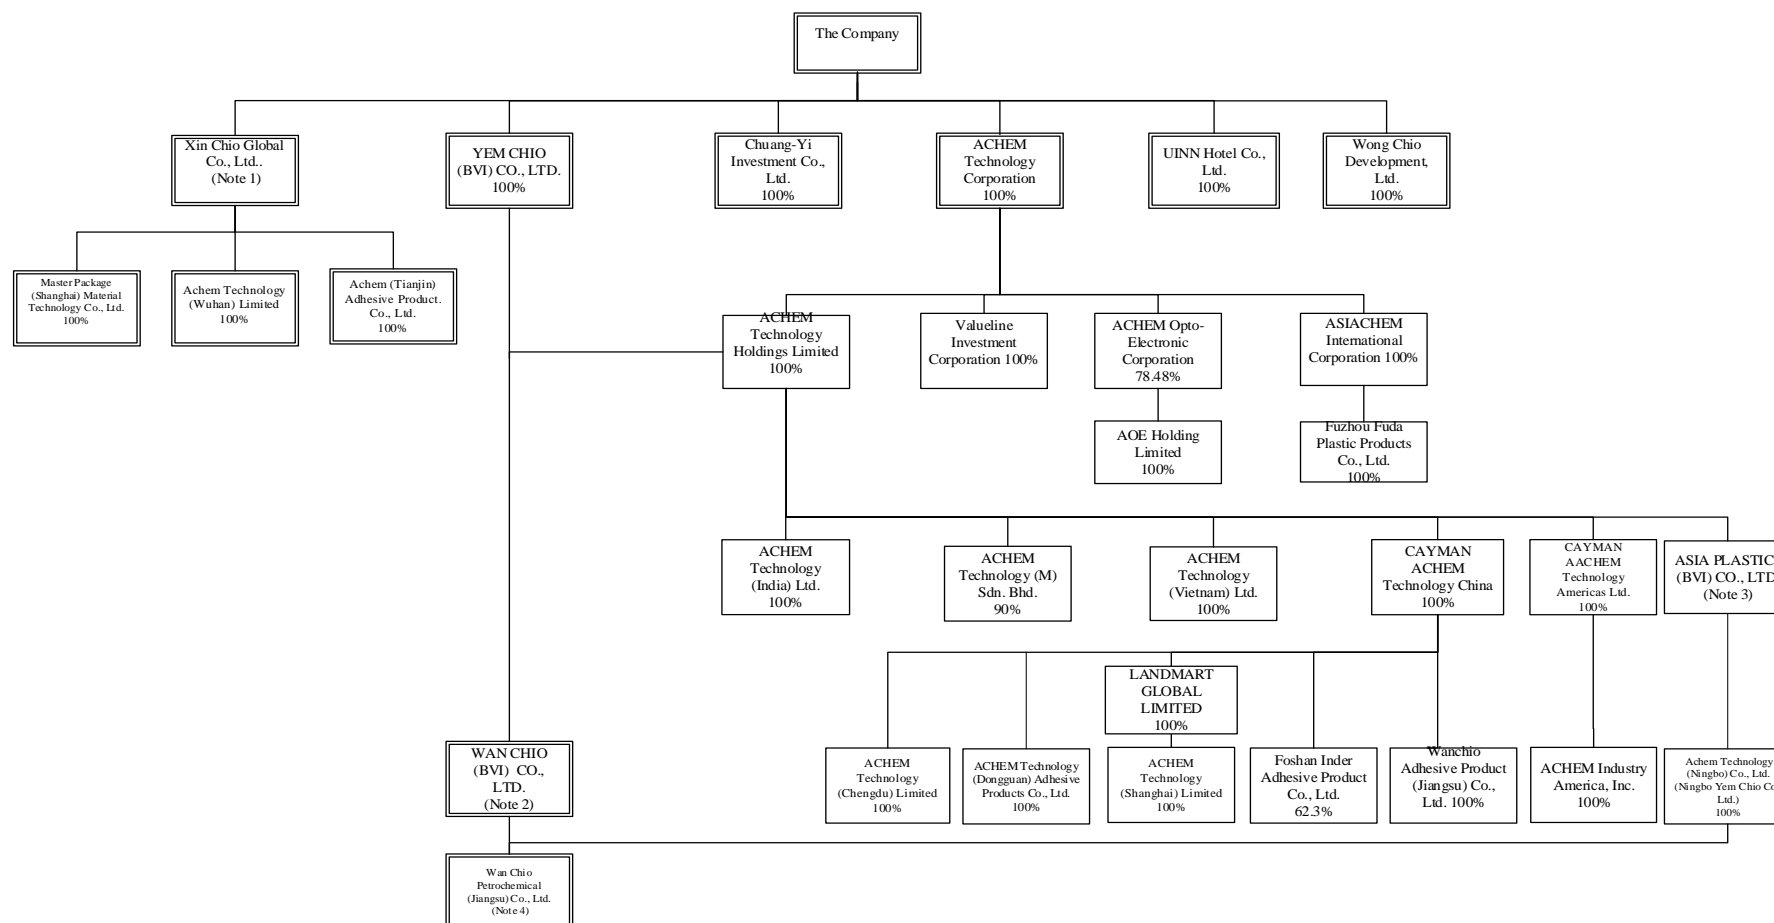 The Company
Xin Chio Global
Co., Ltd..
(Note 1)
YEM CHIO
(BVI) CO., LTD.
100%
Chuang-Yi
Investment Co.,
Ltd.
100%
ACHEM
Technology
Corporation
100%
UINN Hotel Co.,
Ltd.
100%
Wong Chio
Development,
Ltd.
100%
Master Package
(Shanghai) Material
Technology Co., Ltd.
100%
Achem Technology
(Wuhan) Limited
100%
Achem (Tianjin)
Adhesive Product.
Co., Ltd.
100%
ACHEM
Technology
Holdings Limited
100%
Valueline
Investment
Corporation 100%
ACHEM Opto-
Electronic
Corporation
78.48%
ASIACHEM
International
Corporation 100%
AOE Holding
Limited
100%
Fuzhou Fuda
Plastic Products
Co., Ltd.
100%
ACHEM
Technology
(India) Ltd.
100%
ACHEM
Technology (M)
Sdn. Bhd.
90%
ACHEM
Technology
(Vietnam) Ltd.
100%
CAYMAN
ACHEM
Technology China
100%
CAYMAN
AACHEM
Technology
Americas Ltd.
100%
ASIA PLASTIC
(BVI) CO., LTD
(Note 3)
LANDMART
GLOBAL
LIMITED
100%
WAN CHIO
(BVI) CO.,
LTD.
(Note 2)
ACHEM
Technology
(Chengdu) Limited
100%
ACHEM Technology
(Dongguan) Adhesive
Products Co., Ltd.
100%
ACHEM
Technology
(Shanghai) Limited
100%
Foshan Inder
Adhesive Product
Co., Ltd.
62.3%
Wanchio
Adhesive Product
(Jiangsu) Co.,
Ltd. 100%
ACHEM Industry
America, Inc.
100%
Achem Technology
(Ningbo) Co., Ltd.
(Ningbo Yem Chio Co
Ltd.)
100%
Wan Chio
Petrochemical
(Jiangsu) Co., Ltd.
(Note 4)